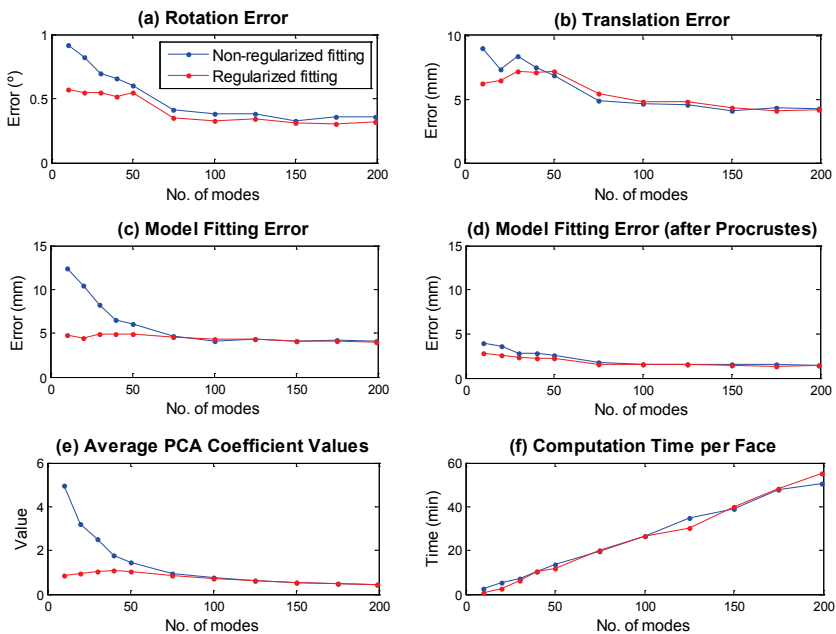 (a) Rotation Error
1
0.5
0
Error (°)
Non-regularized fitting
Regularized fitting
0 50 100 150 200
No. of modes
(b) Translation Error
10
5
0
Error (mm)
0 50 100 150 200
No. of modes
(c) Model Fitting Error
15
10
5
0
Error (mm)
0 50 100 150 200
No. of modes
(d) Model Fitting Error (after Procrustes)
15
10
5
0
Error (mm)
0 50 100 150 200
No. of modes
(e) Average PCA Coefficient Values
6
4
2
0
Value
0 50 100 150 200
No. of modes
(f) Computation Time per Face
60
40
20
0
Time (min)
0 50 100 150 200
No. of modes